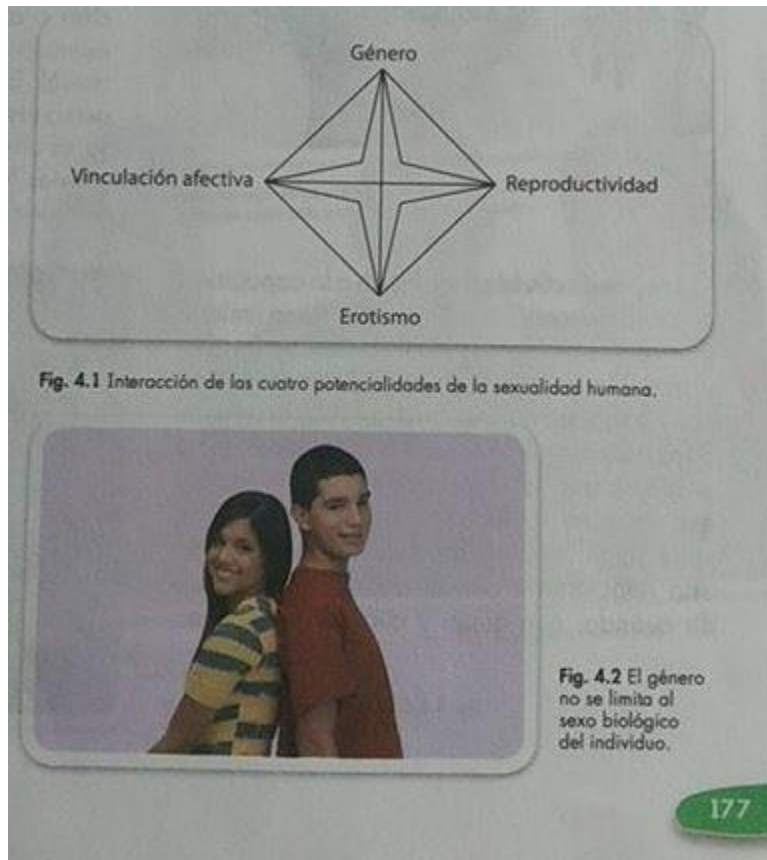 Género
Vinculación afectiva
Reproductividad
Erotismo
Fig. 4.1 Interacción de las cuatro potencialidades de la sexualidad humana.
Fig. 4.2 El género
no se limita al
sexo biológico
del individuo.
177